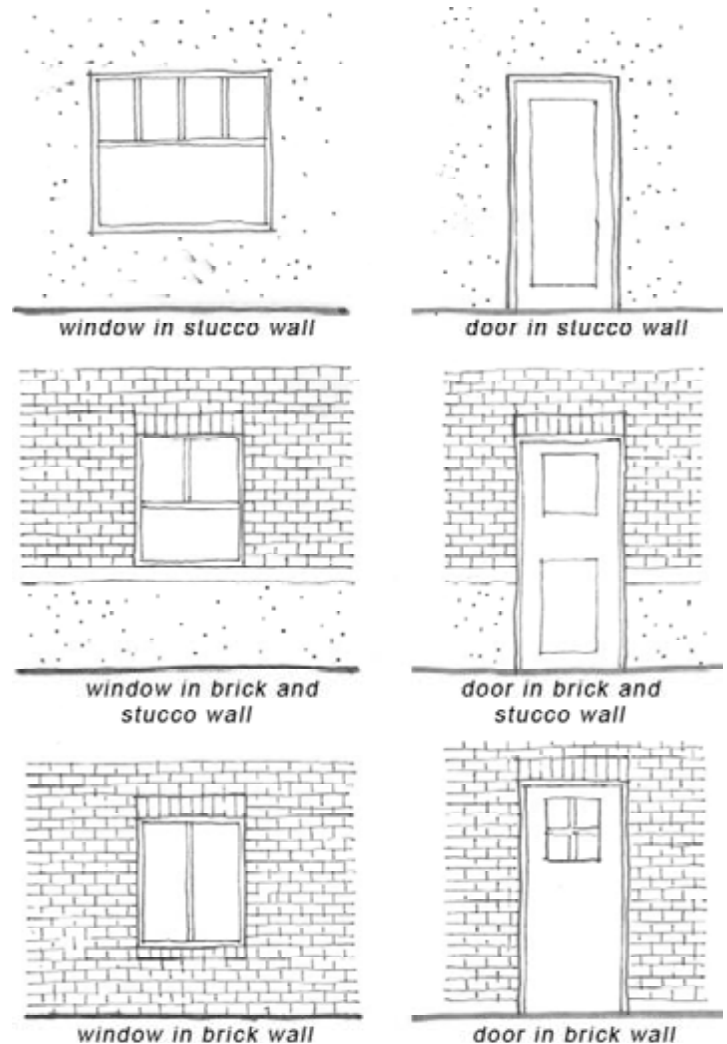 window in stucco wall
door in stucco wall
window in brick and
stucco wall
door in brick and
stucco wall
window in brick wall
door in brick wall